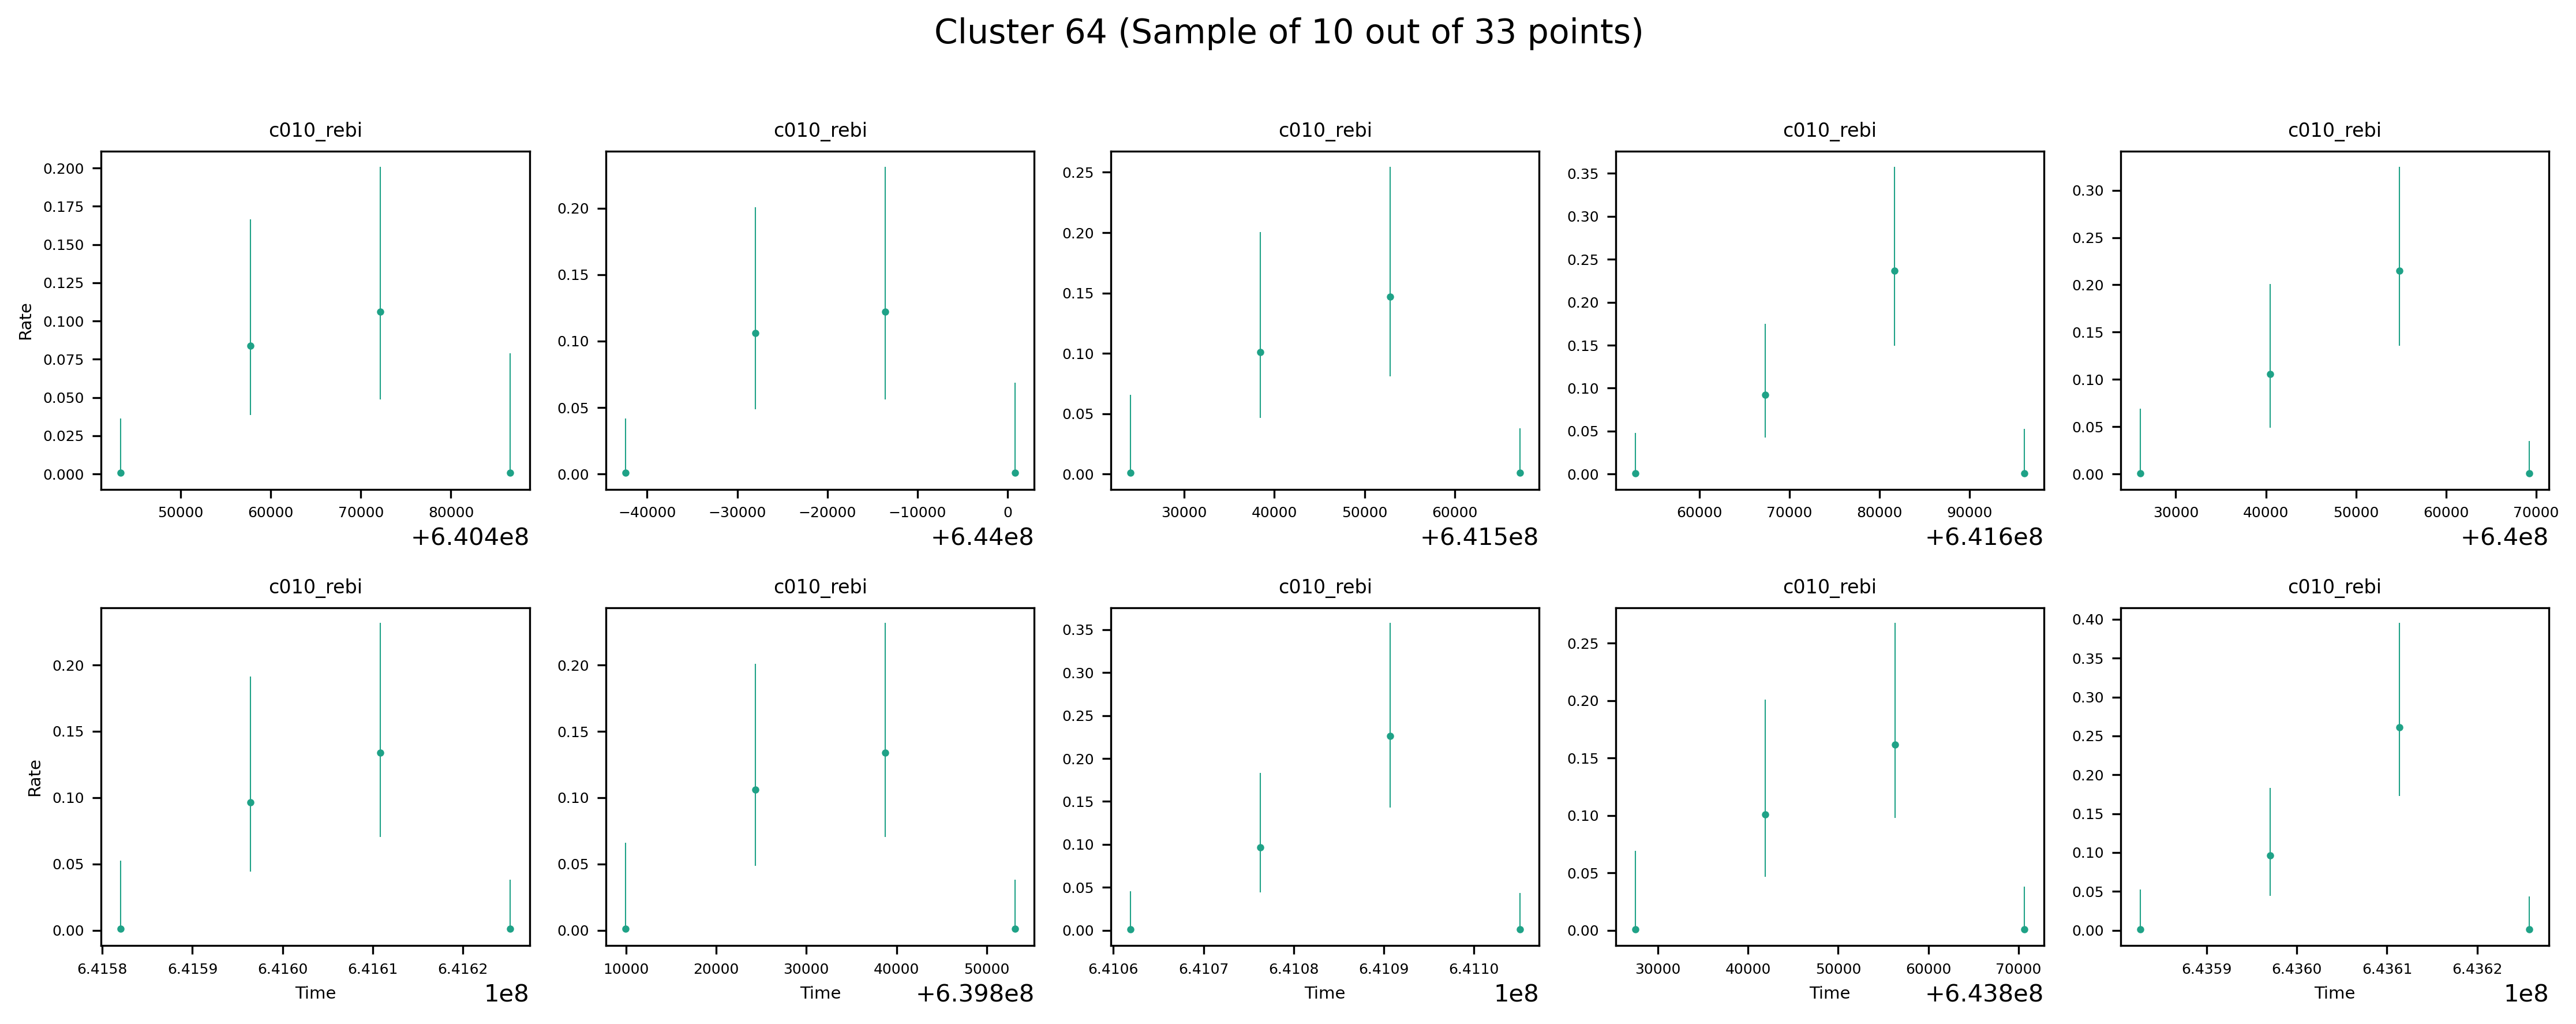 Cluster 64 (Sample of 10 out of 33 points)
c010_rebi c010_rebi c010_rebi c010_rebi c010_rebi
Rate
0.200
0.175
0.150
0.125
0.100
0.075
0.050
0.025
0.000
50000 60000 70000 80000
+6.404e8
0.20
0.15
0.10
0.05
0.00
−40000 −30000 −20000 −10000 0
+6.44e8
0.25
0.20
0.15
0.10
0.05
0.00
30000 40000 50000 60000
+6.415e8
0.35
0.30
0.25
0.20
0.15
0.10
0.05
0.00
60000 70000 80000 90000
+6.416e8
0.30
0.25
0.20
0.15
0.10
0.05
0.00
30000 40000 50000 60000 70000
+6.4e8
c010_rebi c010_rebi c010_rebi c010_rebi c010_rebi
Rate
0.20
0.15
0.10
0.05
0.00
6.4158 6.4159 6.4160 6.4161 6.4162
Time 1e8
0.20
0.15
0.10
0.05
0.00
10000 20000 30000 40000 50000
Time +6.398e8
0.35
0.30
0.25
0.20
0.15
0.10
0.05
0.00
6.4106 6.4107 6.4108 6.4109 6.4110
Time 1e8
0.25
0.20
0.15
0.10
0.05
0.00
30000 40000 50000 60000 70000
Time +6.438e8
0.40
0.35
0.30
0.25
0.20
0.15
0.10
0.05
0.00
6.4359 6.4360 6.4361 6.4362
Time 1e8